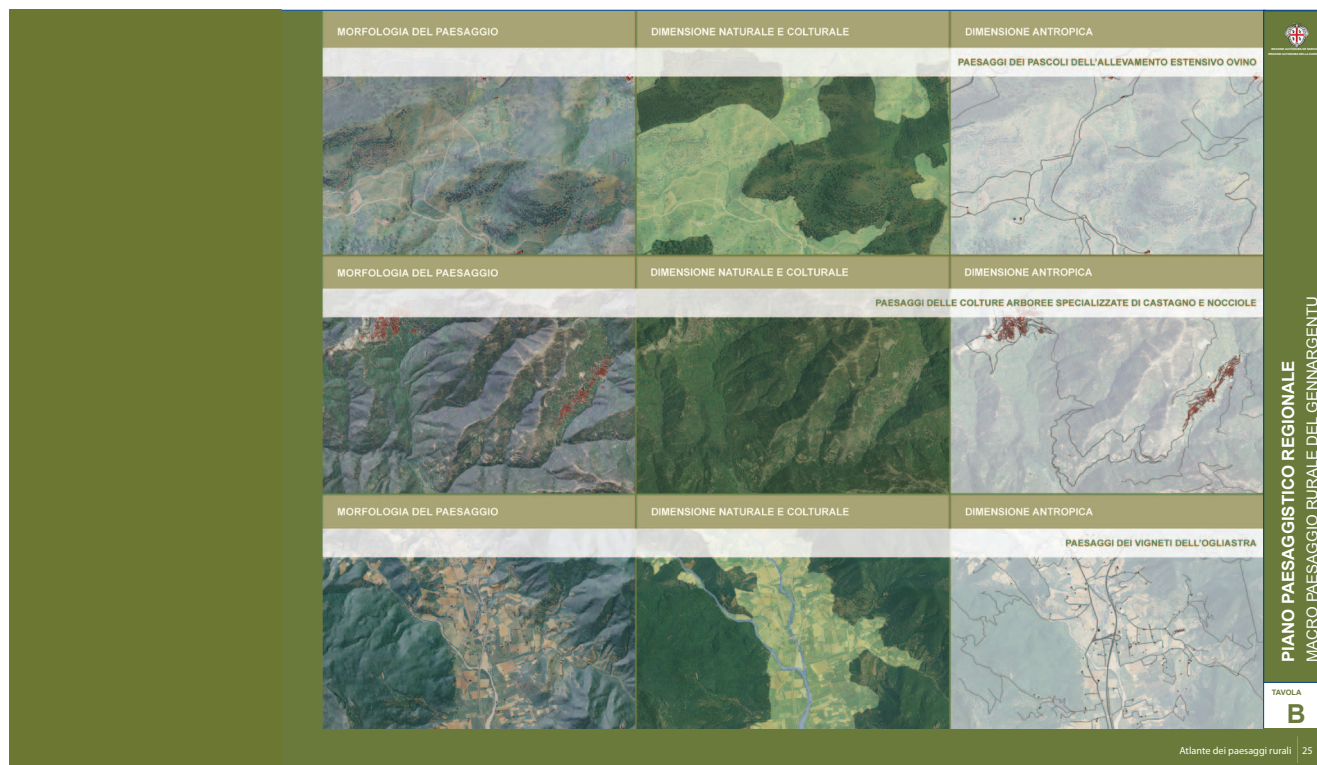 MORFOLOGIA DEL PAESAGGIO
DIMENSIONE NATURALE E COLTURALE
DIMENSIONE ANTROPICA
PAESAGGI DEI PASCOLI DELL'ALLEVAMENTO ESTENSIVO OVINO
MORFOLOGIA DEL PAESAGGIO
DIMENSIONE NATURALE E COLTURALE
DIMENSIONE ANTROPICA
PAESAGGI DELLE COLTURE ARBOREE SPECIALIZZATE DI CASTAGNO E NOCCIOLE
MORFOLOGIA DEL PAESAGGIO
DIMENSIONE NATURALE E COLTURALE
DIMENSIONE ANTROPICA
PAESAGGI DEI VIGNETI DELL'OGLIASTRA
PIANO PAESAGGISTICO REGIONALE
MACRO PAESAGGIO RURALE DEL GENNARGENTU
TAVOLA
B
Atlante dei paesaggi rurali 25